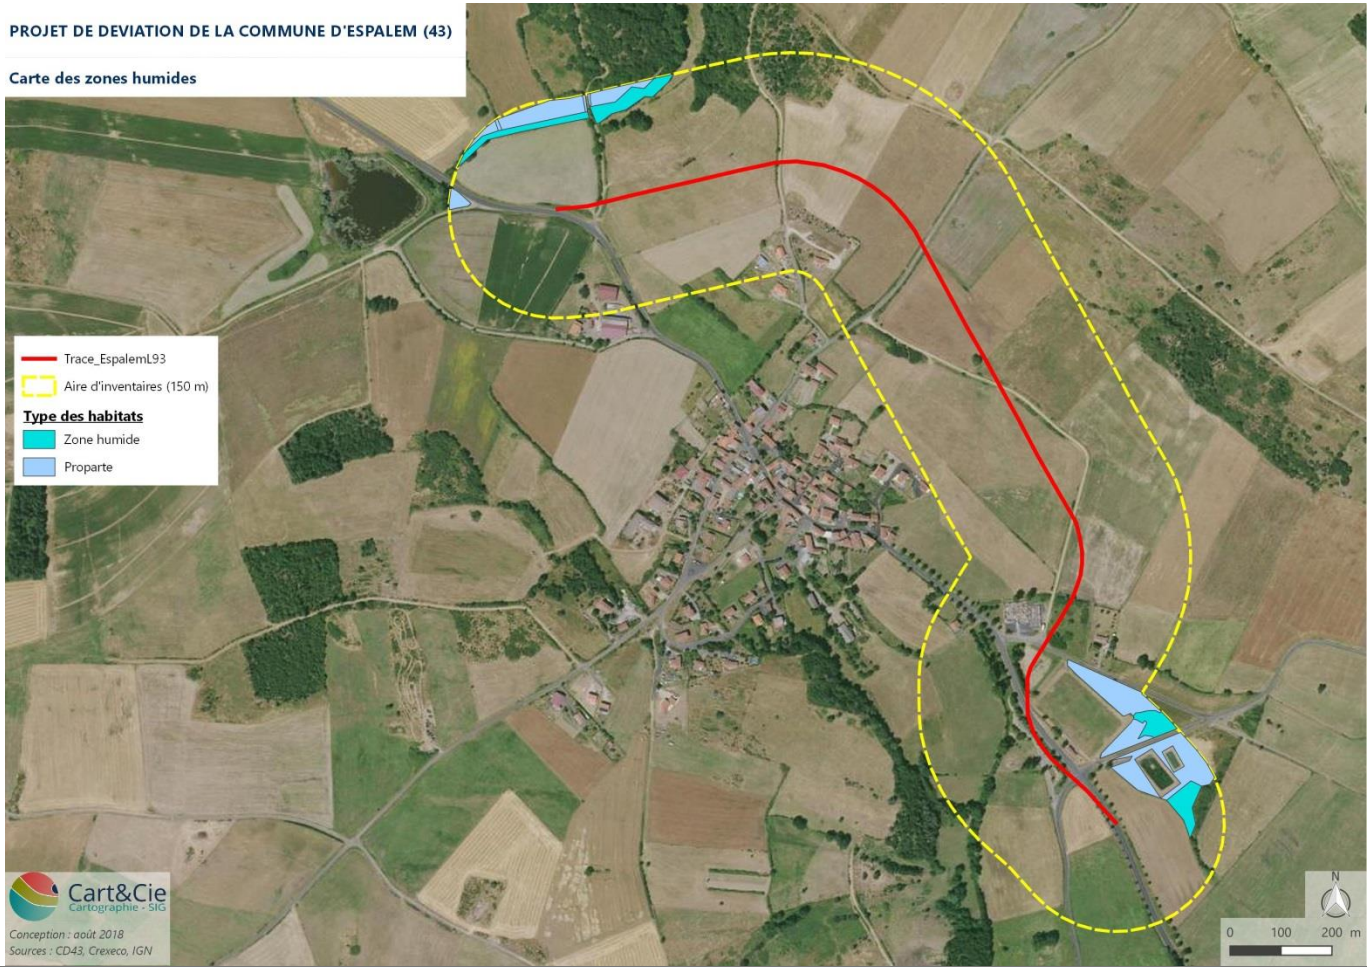 PROJET DE DEVIATION DE LA COMMUNE D'ESPALEM (43)
Carte des zones humides
Trace_EspalemL93
Aire d'inventaires (150 m)
Type des habitats
Zone humide
Proparte
Cart&Cie
Cartographie - SIG
Conception : août 2018
Sources : CD43, Crexeco, IGN
N
0 100 200 m